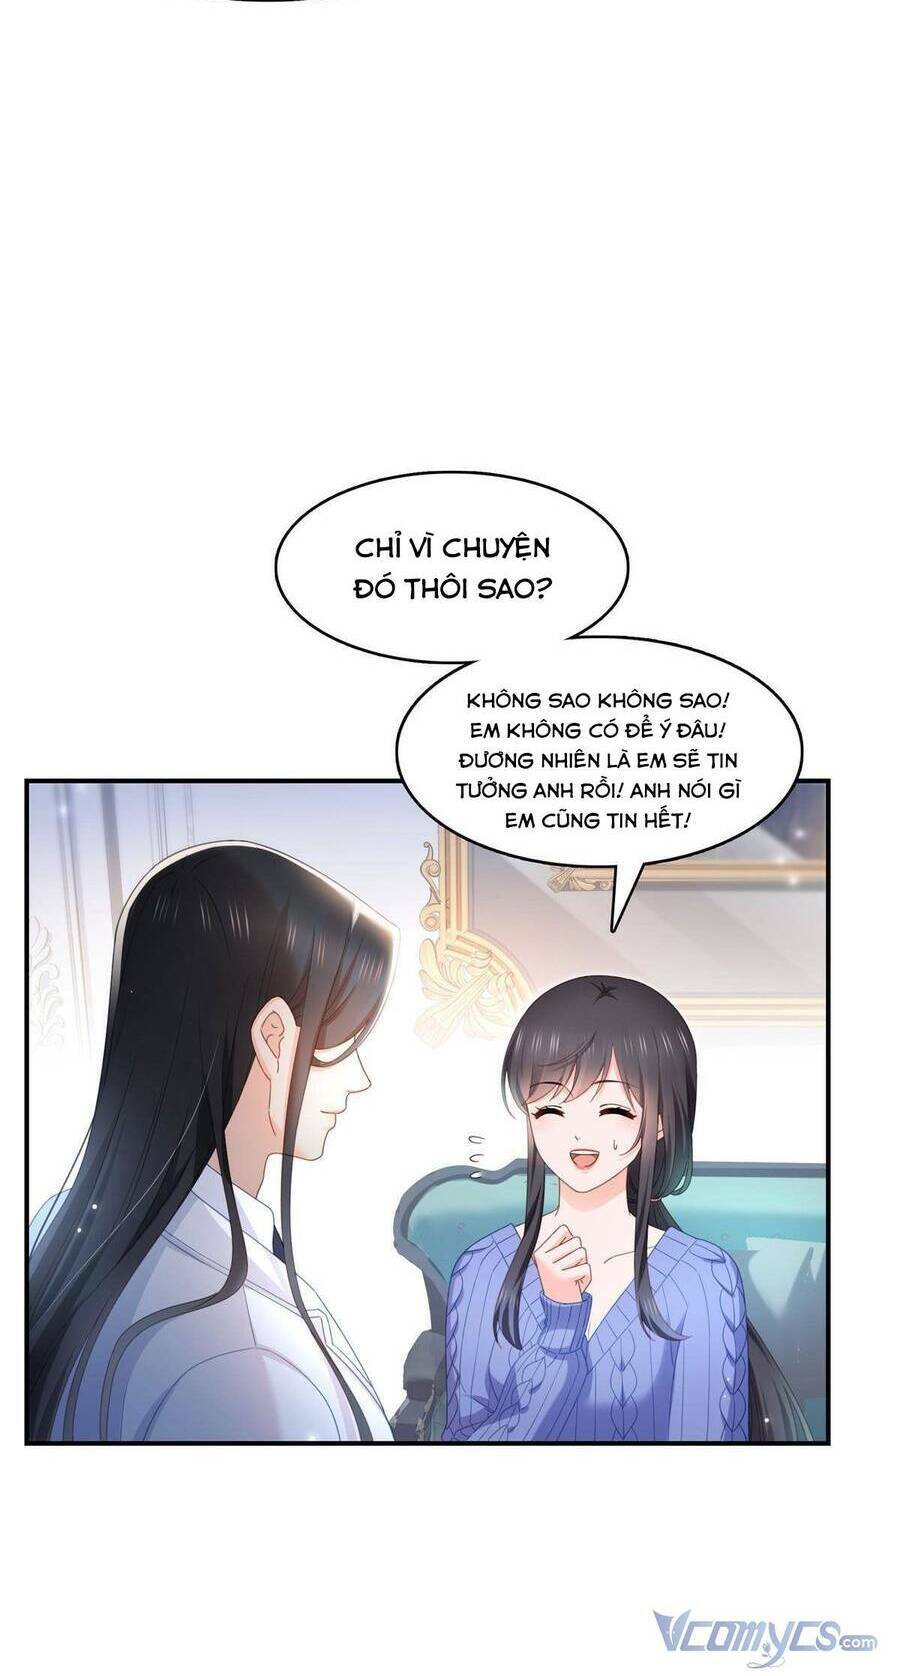 CHỈ VÌ CHUYỆN
ĐÓ THÔI SAO?
KHÔNG SAO KHÔNG SAO!
EM KHÔNG CÓ ĐỂ Ý ĐÂU!
ĐƯƠNG NHIÊN LÀ EM SẼ TIN
TƯỞNG ANH RỒI! ANH NÓI GÌ
EM CŨNG TIN HẾT!
VCOMYCS.com